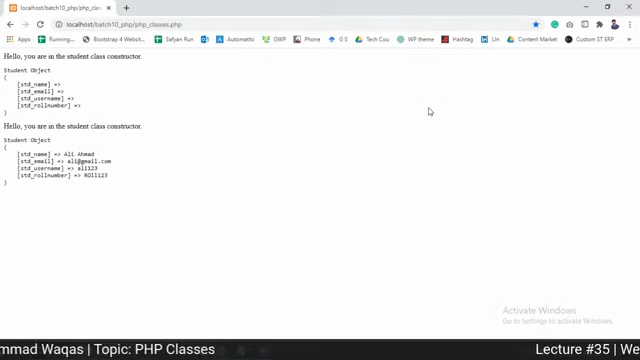 localhost/batch10_php/php_clas
localhost/batch10_php/php_classes.php
Apps Running... Bootstrap 4 Websit... Safyan Rum Automattic GWP Phone G S Tech Cou WP theme Hashtag LIn Content Market Custom ST ERP
Hello, you are in the student class constructor.
Student Object
(
[std_name] =>
[std_email] =>
[std_username] =>
[std_rollnumber] =>
)
Hello, you are in the student class constructor.
Student Object
(
[std_name] => Ali Ahmad
[std_email] => ali@gmail.com
[std_username] => ali123
[std_rollnumber] => ROll123
)
Activate Windows
Go to Settings to activate Windows.
mmad Waqas | Topic: PHP Classes
Lecture #35 | We